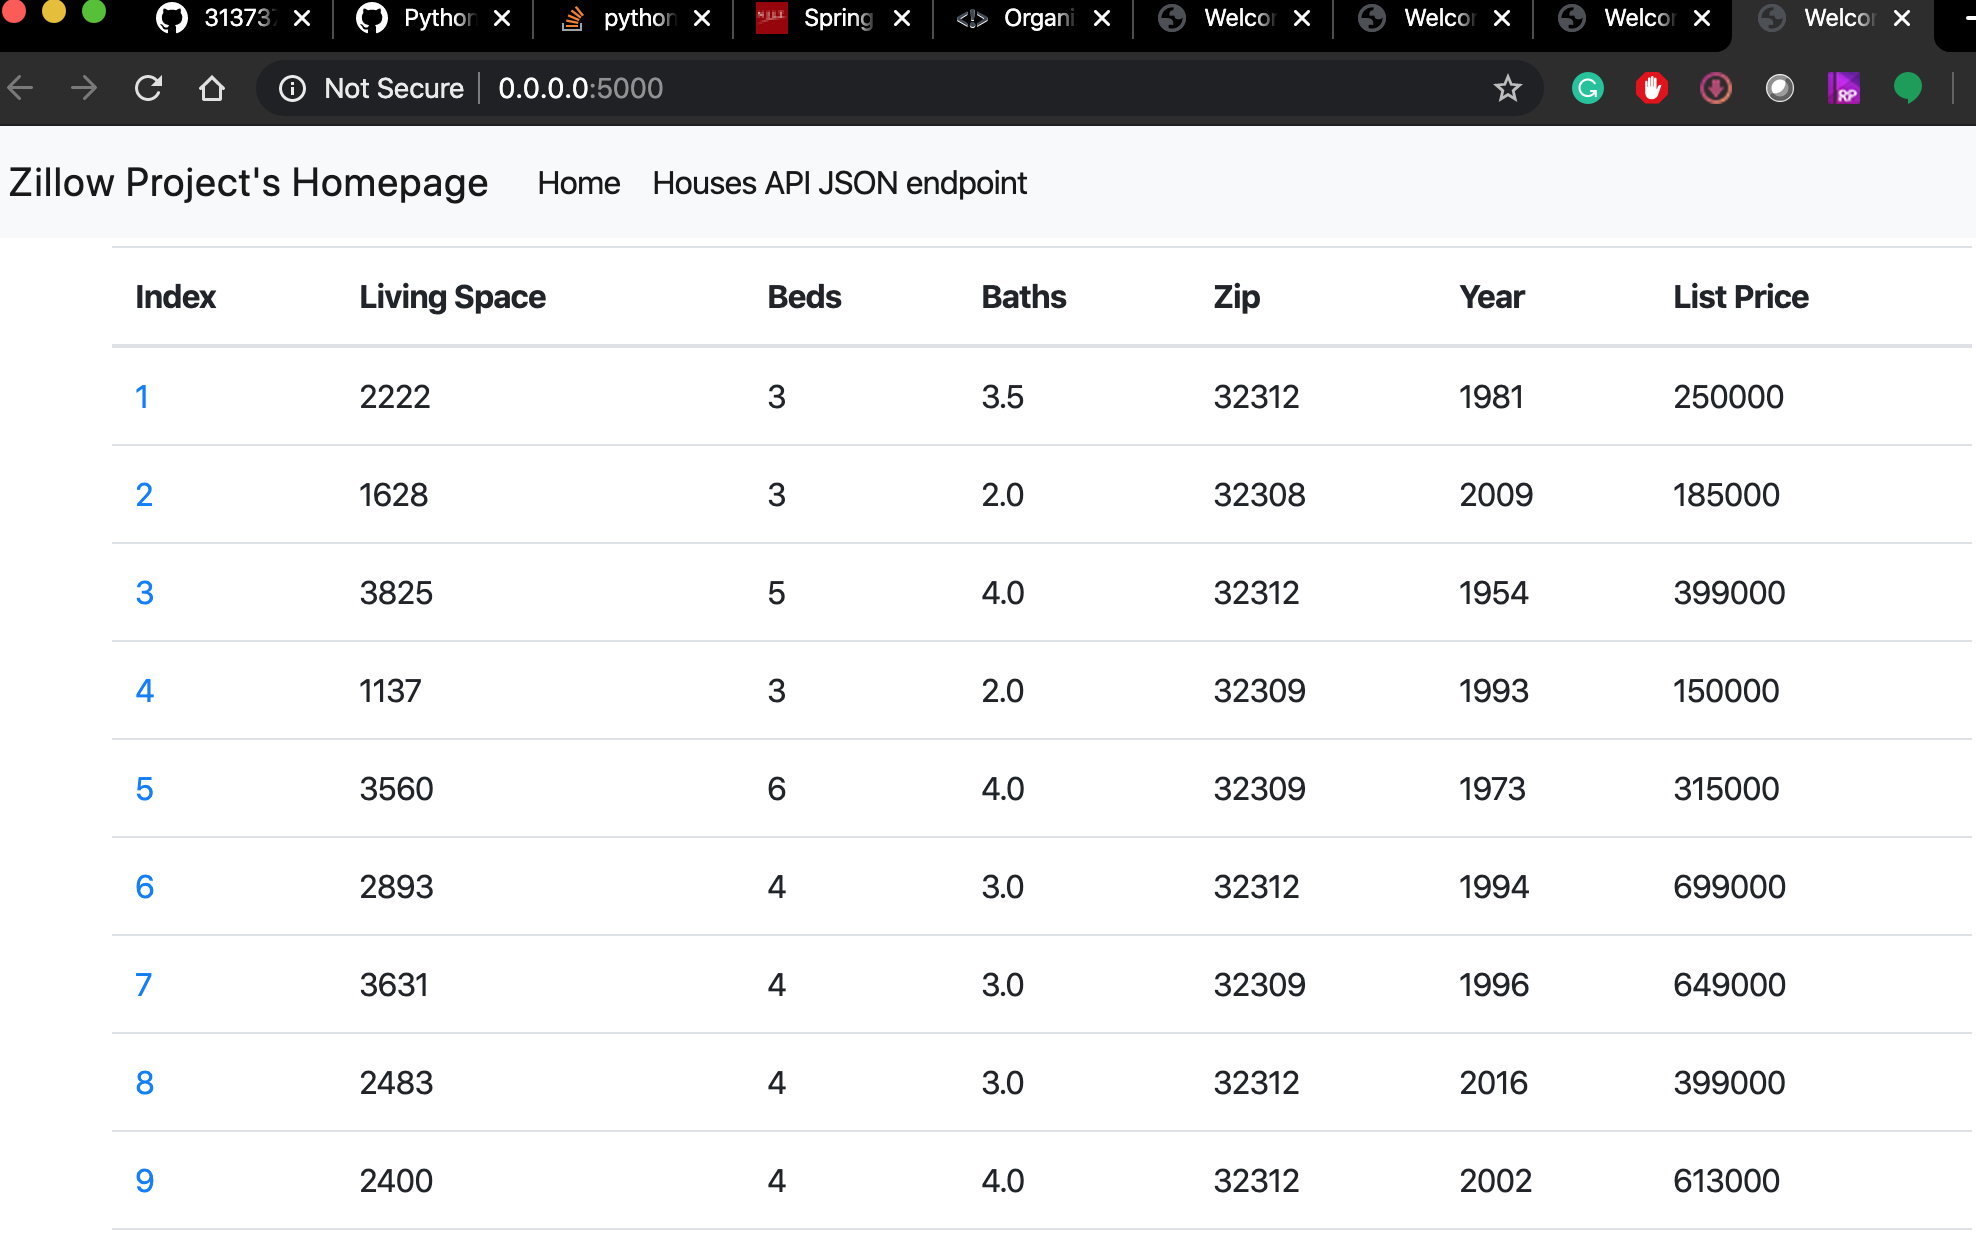 31373 Python python Spring Organi Welcor Welcor Welcor Welcor
Not Secure 0.0.0.0:5000
Zillow Project's Homepage Home Houses API JSON endpoint
Index Living Space Beds Baths Zip Year List Price
1 2222 3 3.5 32312 1981 250000
2 1628 3 2.0 32308 2009 185000
3 3825 5 4.0 32312 1954 399000
4 1137 3 2.0 32309 1993 150000
5 3560 6 4.0 32309 1973 315000
6 2893 4 3.0 32312 1994 699000
7 3631 4 3.0 32309 1996 649000
8 2483 4 3.0 32312 2016 399000
9 2400 4 4.0 32312 2002 613000